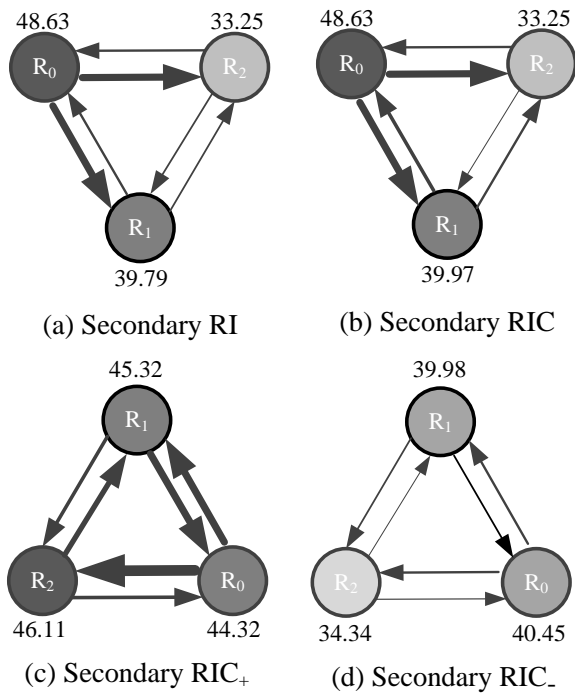 48.63 33.25
R₀ R₂
R₁
39.79
(a) Secondary RI
48.63 33.25
R₀ R₂
R₁
39.97
(b) Secondary RIC
45.32
R₁
R₂ R₀
46.11 44.32
(c) Secondary RIC₊
39.98
R₁
R₂ R₀
34.34 40.45
(d) Secondary RIC₋